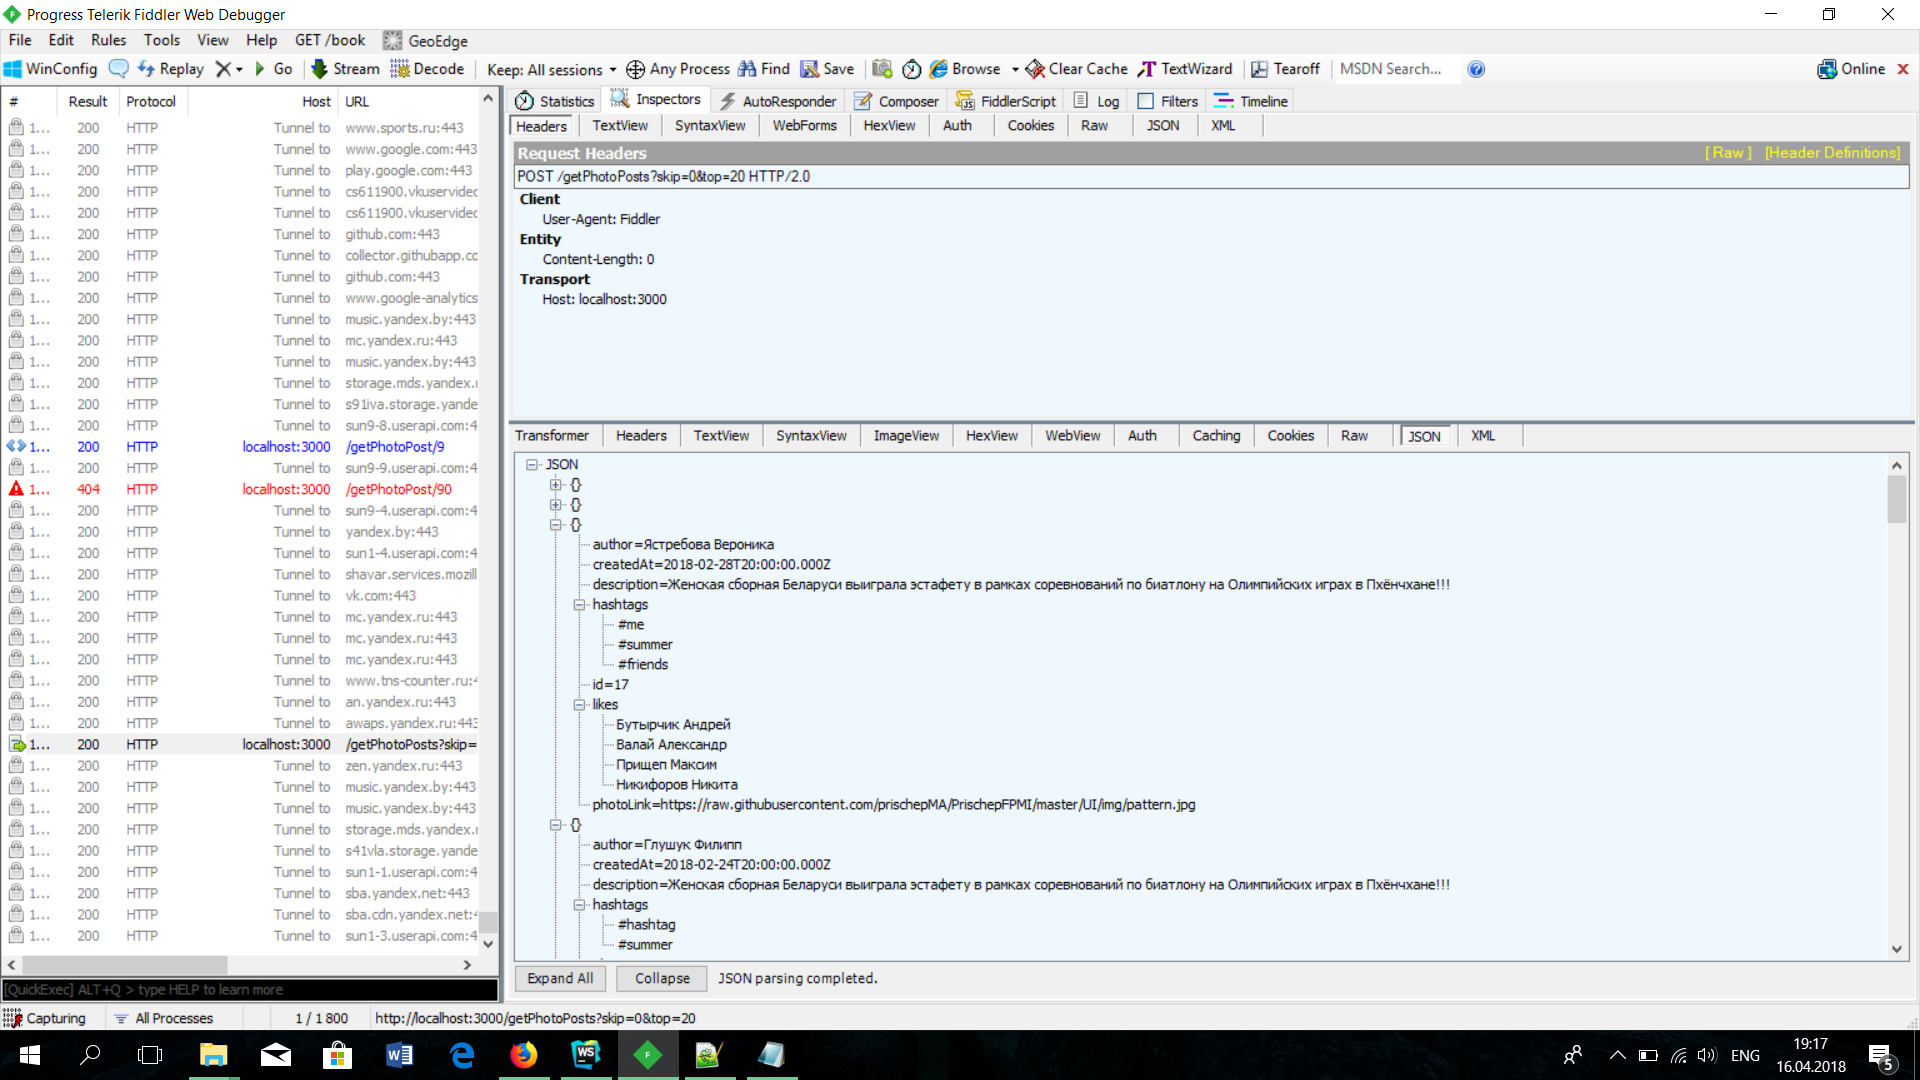 Progress Telerik Fiddler Web Debugger
File Edit Rules Tools View Help GET /book GeoEdge
WinConfig Replay Go Stream Decode Keep: All sessions Any Process Find Save Browse Clear Cache TextWizard Tearoff MSDN Search... Online
# Result Protocol Host URL
1... 200 HTTP Tunnel to www.sports.ru:443
1... 200 HTTP Tunnel to www.google.com:443
1... 200 HTTP Tunnel to play.google.com:443
1... 200 HTTP Tunnel to cs611900.vkuservidec
1... 200 HTTP Tunnel to cs611900.vkuservidec
1... 200 HTTP Tunnel to github.com:443
1... 200 HTTP Tunnel to collector.githubapp.cc
1... 200 HTTP Tunnel to github.com:443
1... 200 HTTP Tunnel to www.google-analytics
1... 200 HTTP Tunnel to music.yandex.by:443
1... 200 HTTP Tunnel to mc.yandex.ru:443
1... 200 HTTP Tunnel to music.yandex.by:443
1... 200 HTTP Tunnel to storage.mds.yandex.
1... 200 HTTP Tunnel to s91iva.storage.yande
1... 200 HTTP Tunnel to sun9-8.userapi.com:4
1... 200 HTTP localhost:3000 /getPhotoPost/9
1... 200 HTTP Tunnel to sun9-9.userapi.com:4
1... 404 HTTP localhost:3000 /getPhotoPost/90
1... 200 HTTP Tunnel to sun9-4.userapi.com:4
1... 200 HTTP Tunnel to yandex.by:443
1... 200 HTTP Tunnel to sun1-4.userapi.com:4
1... 200 HTTP Tunnel to shavar.services.mozill
1... 200 HTTP Tunnel to vk.com:443
1... 200 HTTP Tunnel to mc.yandex.ru:443
1... 200 HTTP Tunnel to mc.yandex.ru:443
1... 200 HTTP Tunnel to mc.yandex.ru:443
1... 200 HTTP Tunnel to www.tns-counter.ru:4
1... 200 HTTP Tunnel to an.yandex.ru:443
1... 200 HTTP Tunnel to awaps.yandex.ru:443
1... 200 HTTP localhost:3000 /getPhotoPosts?skip=
1... 200 HTTP Tunnel to zen.yandex.ru:443
1... 200 HTTP Tunnel to music.yandex.by:443
1... 200 HTTP Tunnel to music.yandex.by:443
1... 200 HTTP Tunnel to storage.mds.yandex.
1... 200 HTTP Tunnel to s41vla.storage.yande
1... 200 HTTP Tunnel to sun1-1.userapi.com:4
1... 200 HTTP Tunnel to sba.yandex.net:443
1... 200 HTTP Tunnel to sba.cdn.yandex.net:4
1... 200 HTTP Tunnel to sun1-3.userapi.com:4
[QuickExec] ALT+Q > type HELP to learn more
Statistics Inspectors AutoResponder Composer FiddlerScript Log Filters Timeline
Headers TextView SyntaxView WebForms HexView Auth Cookies Raw JSON XML
Request Headers [ Raw ] [Header Definitions]
POST /getPhotoPosts?skip=0&top=20 HTTP/2.0
Client
User-Agent: Fiddler
Entity
Content-Length: 0
Transport
Host: localhost:3000
Transformer Headers TextView SyntaxView ImageView HexView WebView Auth Caching Cookies Raw JSON XML
JSON
{}
{}
{}
author=Ястребова Вероника
createdAt=2018-02-28T20:00:00.000Z
description=Женская сборная Беларуси выиграла эстафету в рамках соревнований по биатлону на Олимпийских играх в Пхёнчхане!!!
hashtags
#me
#summer
#friends
id=17
likes
Бутырчик Андрей
Валай Александр
Прищеп Максим
Никифоров Никита
photoLink=https://raw.githubusercontent.com/prischepMA/PrischepFPMI/master/UI/img/pattern.jpg
{}
author=Глушук Филипп
createdAt=2018-02-24T20:00:00.000Z
description=Женская сборная Беларуси выиграла эстафету в рамках соревнований по биатлону на Олимпийских играх в Пхёнчхане!!!
hashtags
#hashtag
#summer
Expand All Collapse JSON parsing completed.
Capturing All Processes 1 / 1 800 http://localhost:3000/getPhotoPosts?skip=0&top=20
ENG 19:17
16.04.2018 5